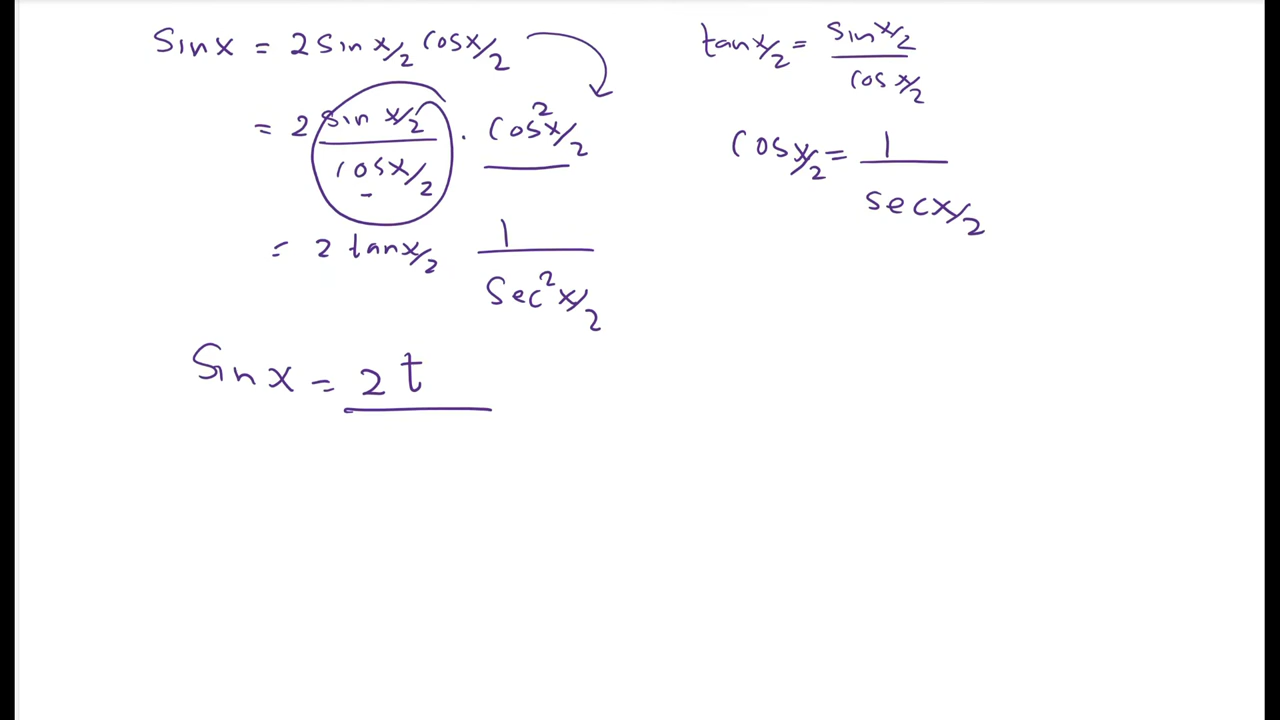 sin x = 2 sin x/2 cos x/2
= 2 sin x/2 / cos x/2 . cos² x/2
= 2 tan x/2 1 / sec² x/2
sin x = 2t
tan x/2 = sin x/2 / cos x/2
cos x/2 = 1 / sec x/2